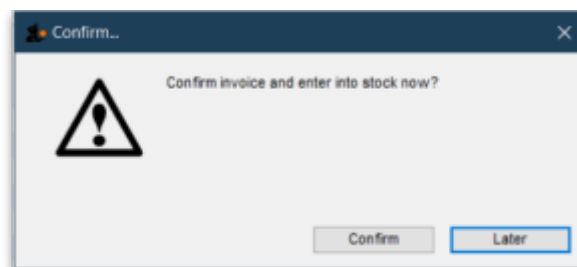 Confirm...
Confirm invoice and enter into stock now?
Confirm
Later